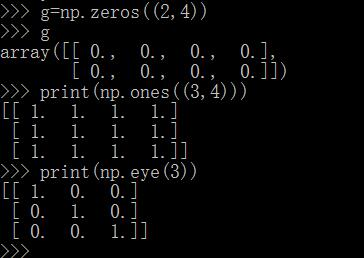 >>> g=np.zeros((2,4))
>>> g
array([[ 0.,  0.,  0.,  0.],
       [ 0.,  0.,  0.,  0.]])
>>> print(np.ones((3,4)))
[[ 1.  1.  1.  1.]
 [ 1.  1.  1.  1.]
 [ 1.  1.  1.  1.]]
>>> print(np.eye(3))
[[ 1.  0.  0.]
 [ 0.  1.  0.]
 [ 0.  0.  1.]]
>>>